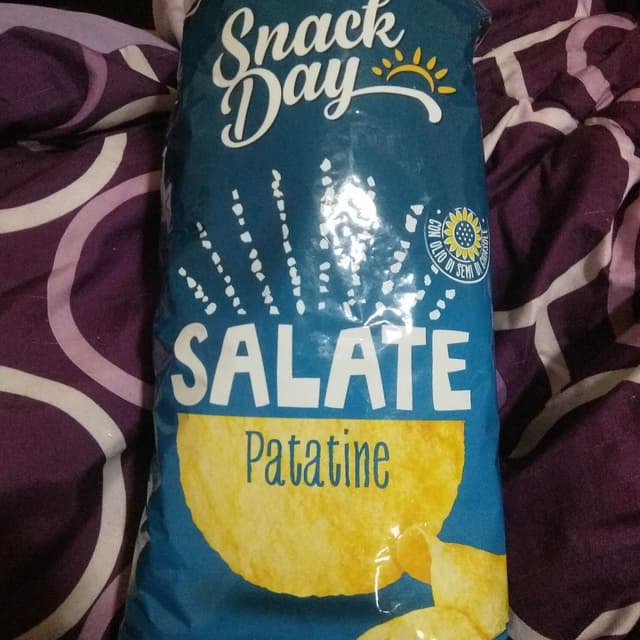 Snack
Day
CON OLIO DI SEMI DI GIRASOLE
SALATE
Patatine